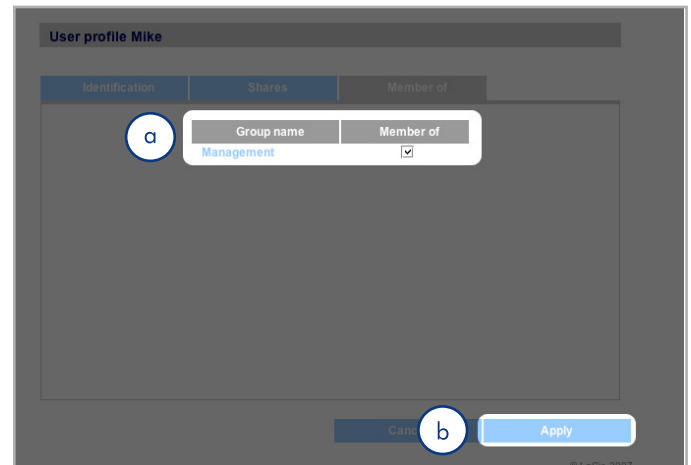 User profile Mike
Identification Shares Member of
a
Group name Member of
Management
b Apply